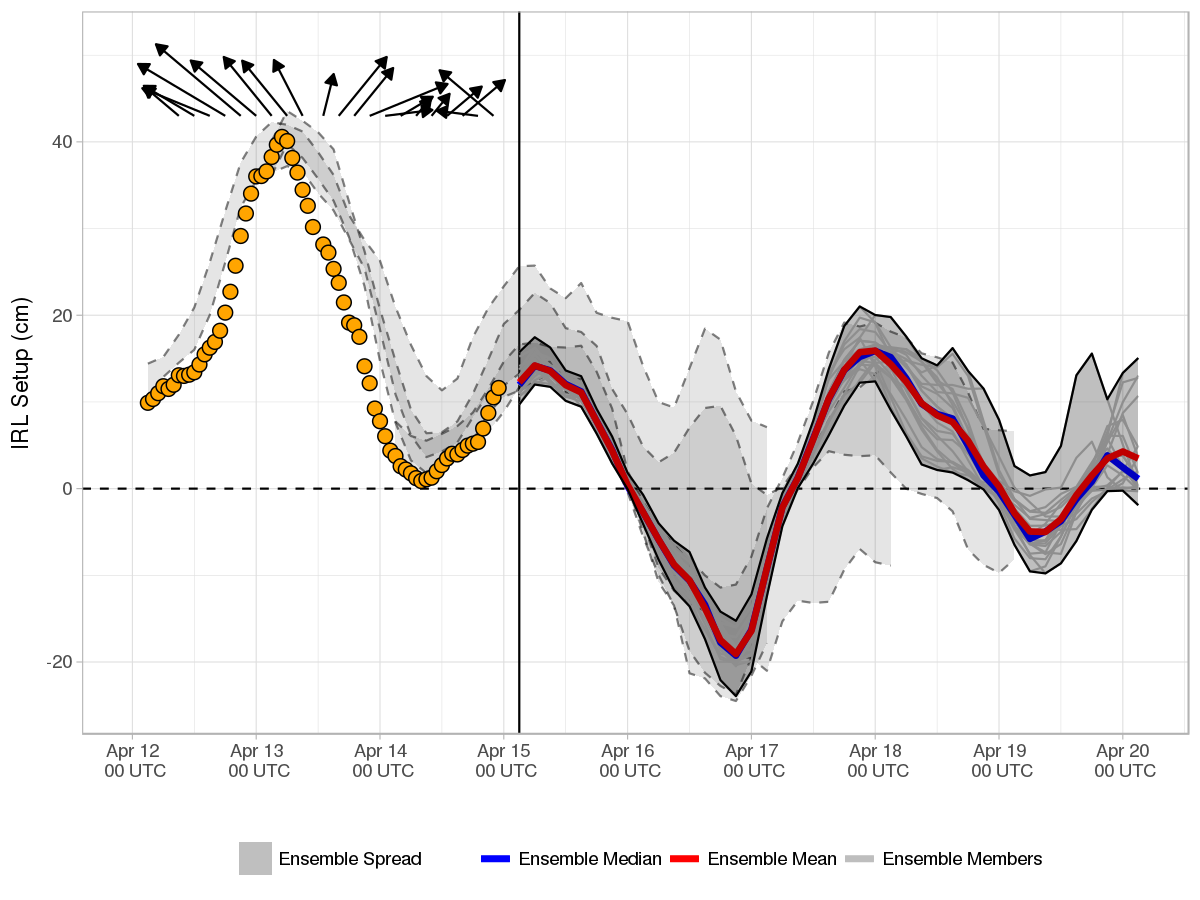 IRL Setup (cm)
40
20
0
-20
Apr 12 Apr 13 Apr 14 Apr 15 Apr 16 Apr 17 Apr 18 Apr 19 Apr 20
00 UTC 00 UTC 00 UTC 00 UTC 00 UTC 00 UTC 00 UTC 00 UTC 00 UTC
Ensemble Spread Ensemble Median Ensemble Mean Ensemble Members